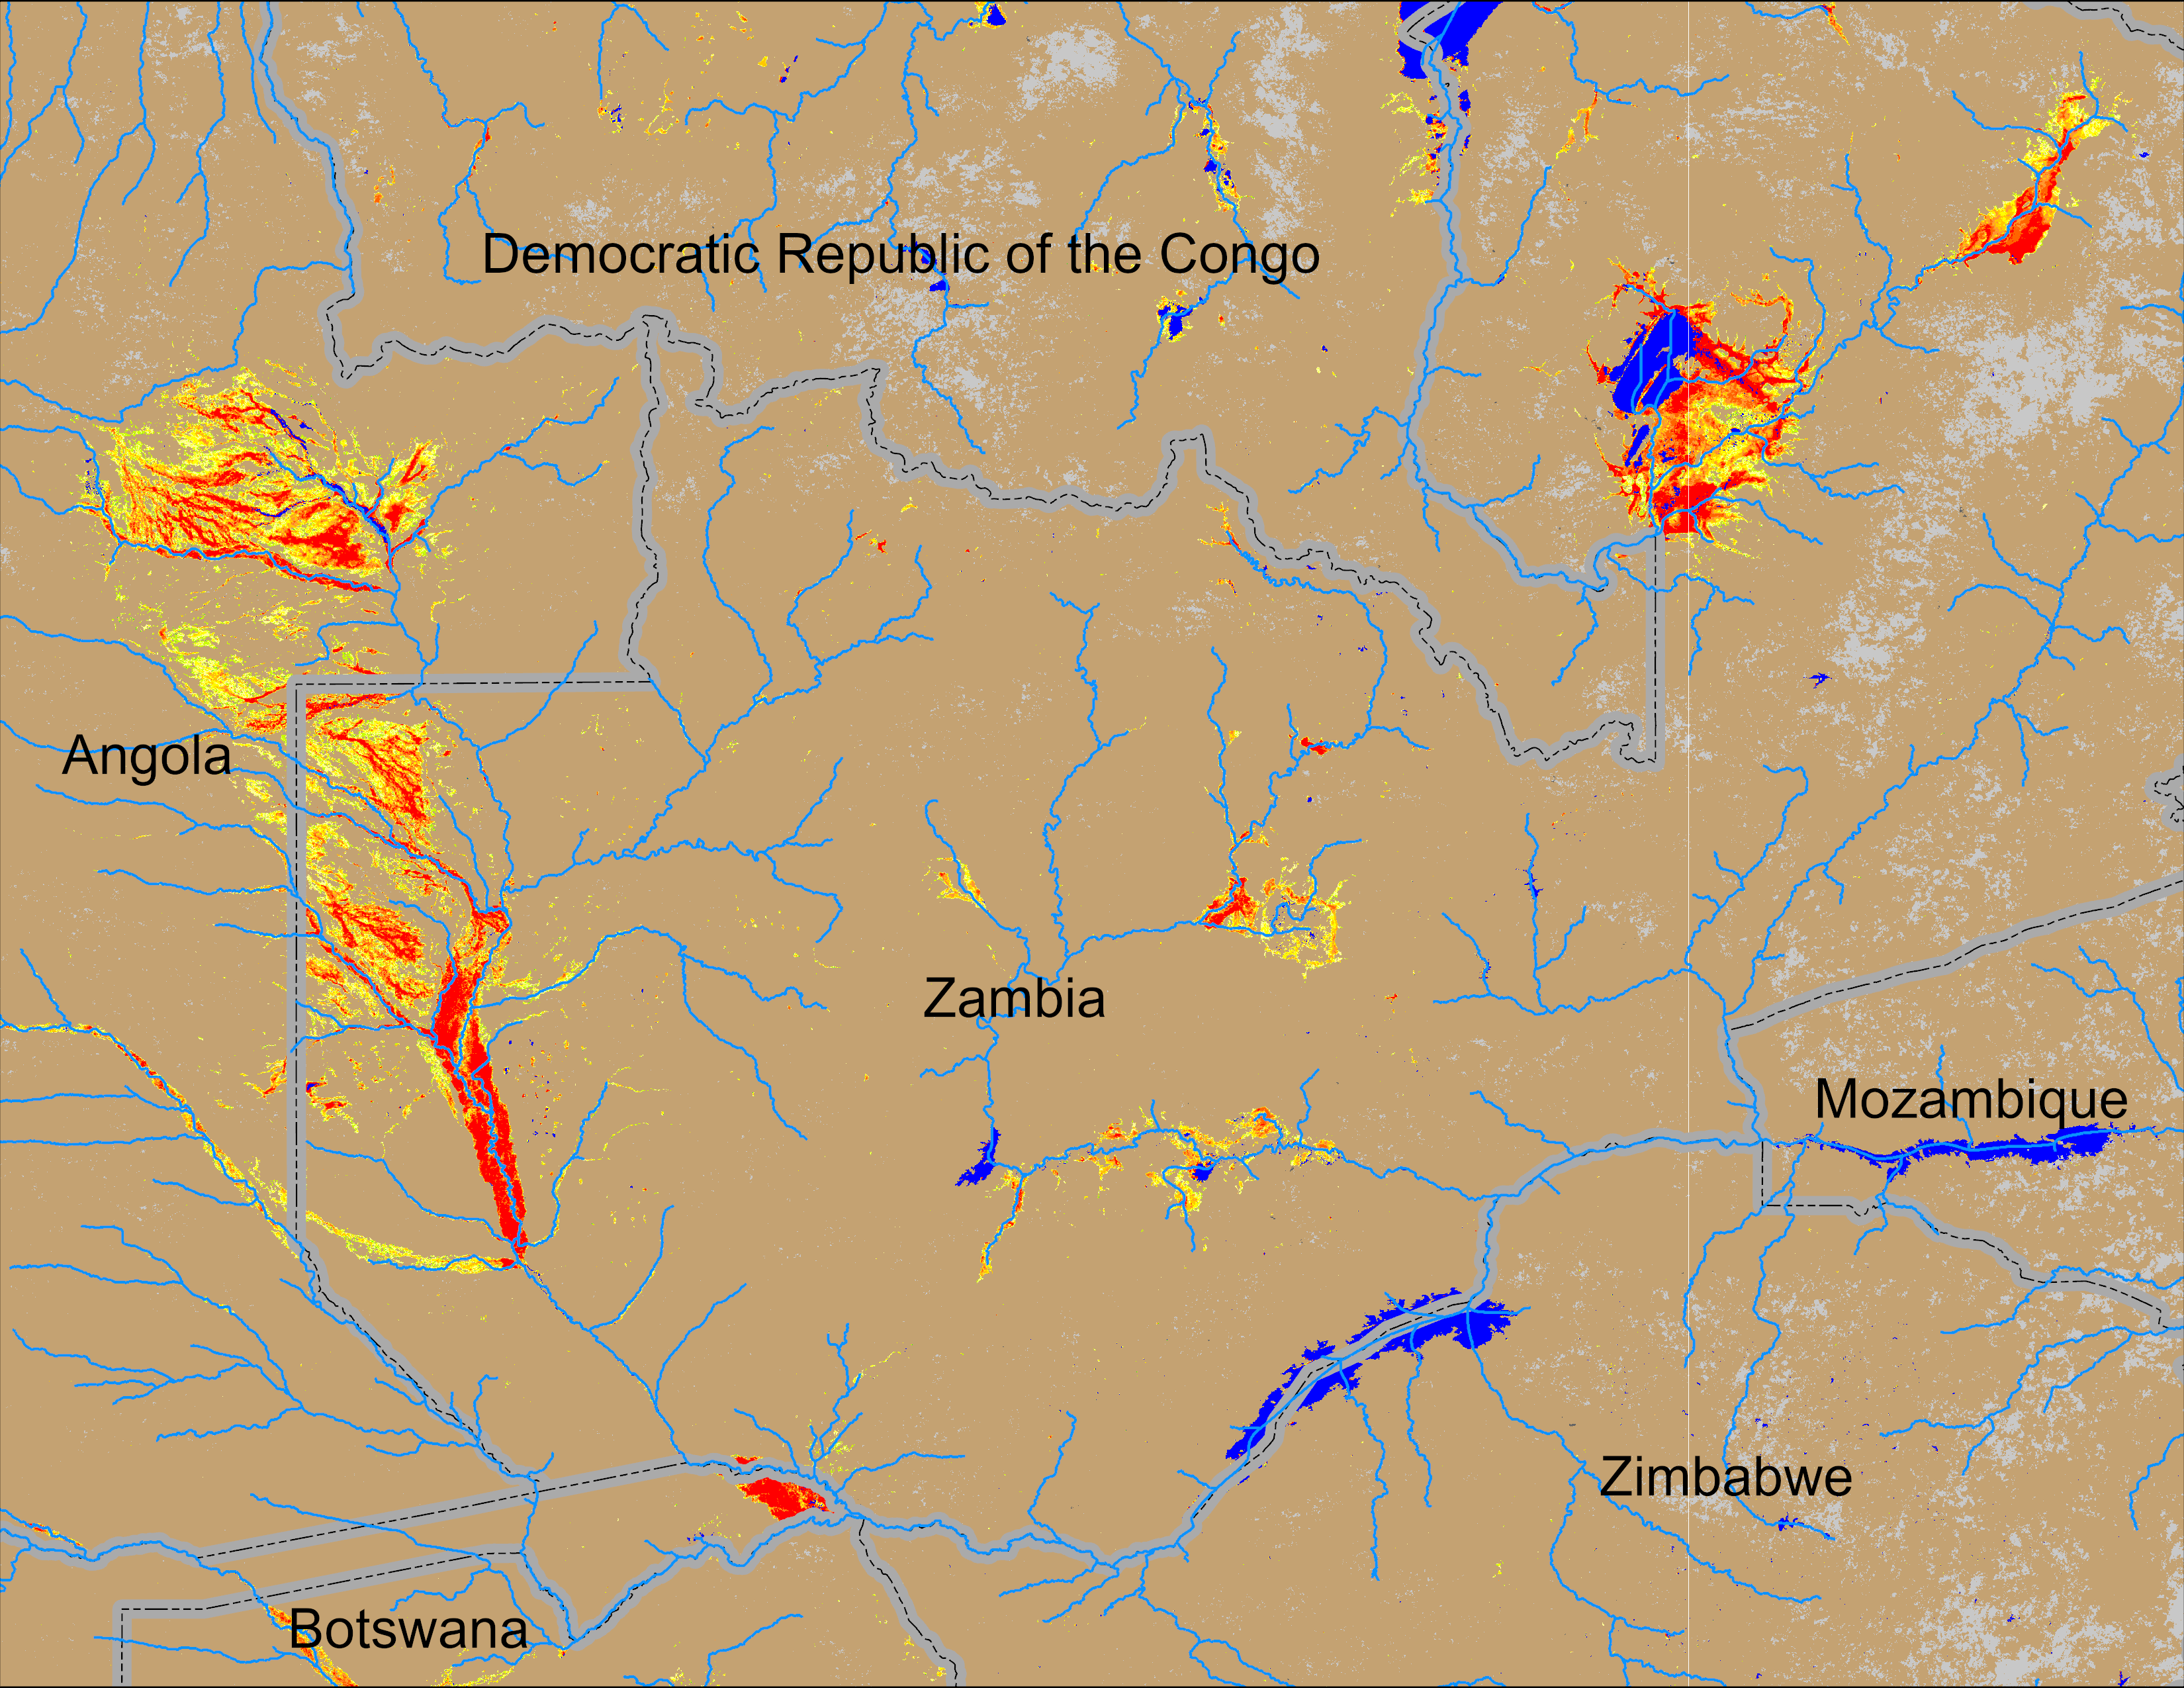 Democratic Republic of the Congo
Angola
Zambia
Mozambique
Zimbabwe
Botswana